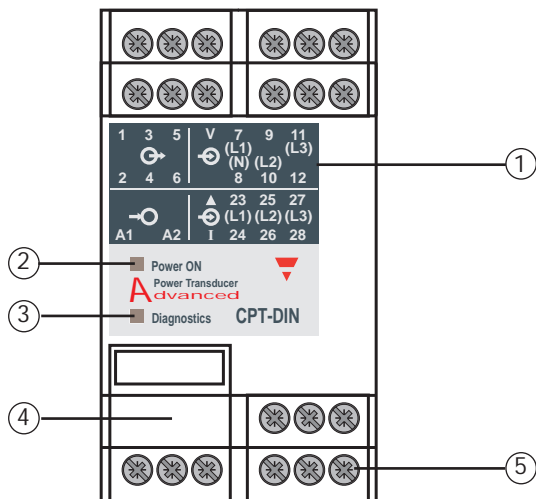 1 3 5 V 7 9 11
(L1) (L3)
(N) (L2)
2 4 6 8 10 12
23 25 27
(L1) (L2) (L3)
A1 A2 I 24 26 28
Power ON
Power Transducer
Advanced
Diagnostics CPT-DIN
1
2
3
4
5